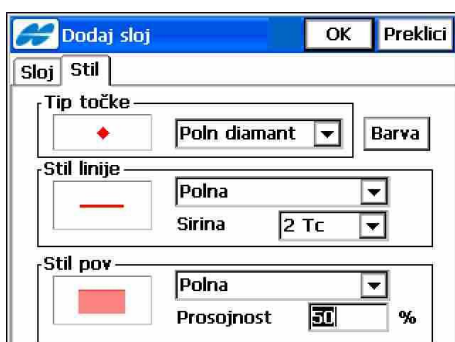 Dodaj sloj OK Preklici
Sloj Stil
Tip točke
Poln diamant Barva
Stil linije
Polna
Sirina 2 Tc
Stil pov
Polna
Prosojnost 50 %